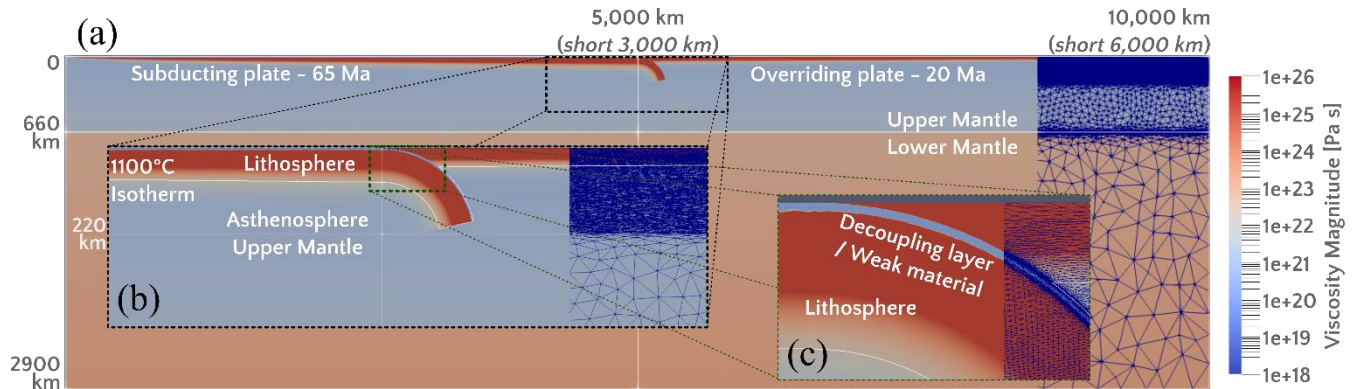 (a)
5,000 km
(short 3,000 km)
10,000 km
(short 6,000 km)
0
Subducting plate - 65 Ma
Overriding plate - 20 Ma
660
km
Upper Mantle
Lower Mantle
1100°C
Isotherm
Lithosphere
Asthenosphere
Upper Mantle
220
km
(b)
Decoupling layer
/ Weak material
Lithosphere
(c)
2900
km
1e+26
1e+25
1e+24
1e+23
1e+22
1e+21
1e+20
1e+19
1e+18
Viscosity Magnitude [Pa s]